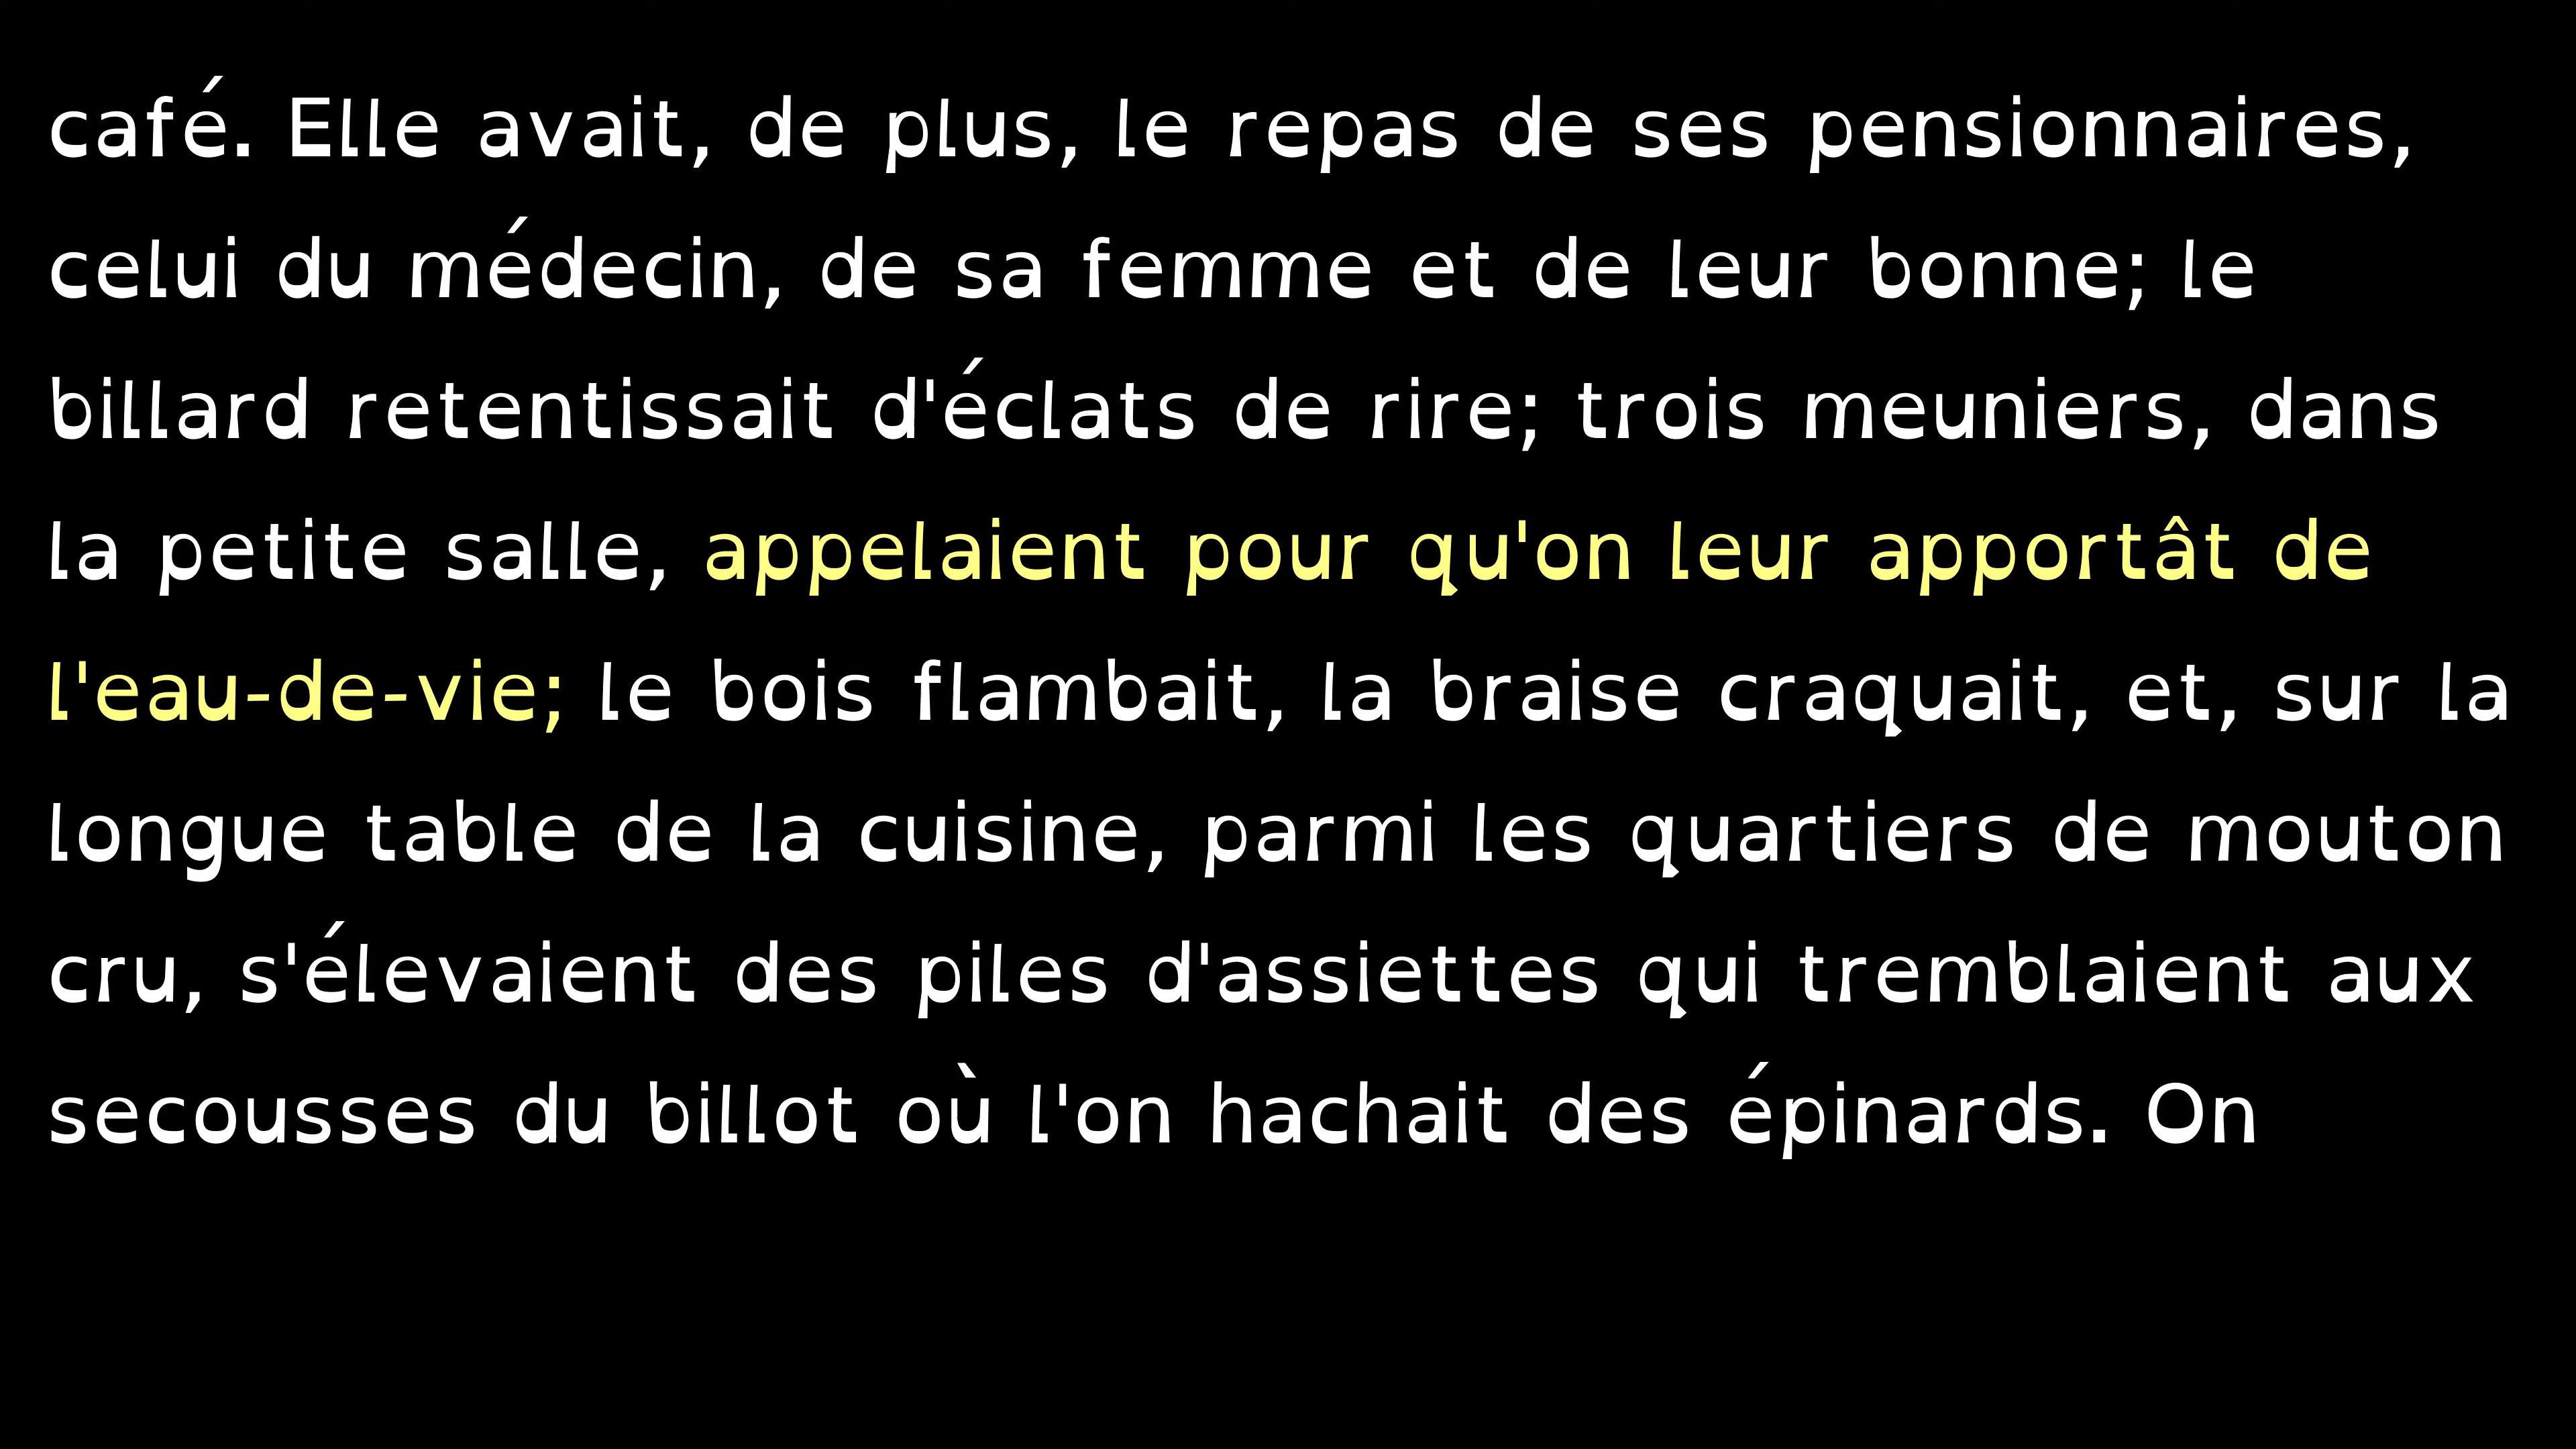 café. Elle avait, de plus, le repas de ses pensionnaires,
celui du médecin, de sa femme et de leur bonne; le
billard retentissait d'éclats de rire; trois meuniers, dans
la petite salle, appelaient pour qu'on leur apportât de
l'eau-de-vie; le bois flambait, la braise craquait, et, sur la
longue table de la cuisine, parmi les quartiers de mouton
cru, s'élevaient des piles d'assiettes qui tremblaient aux
secousses du billot où l'on hachait des épinards. On